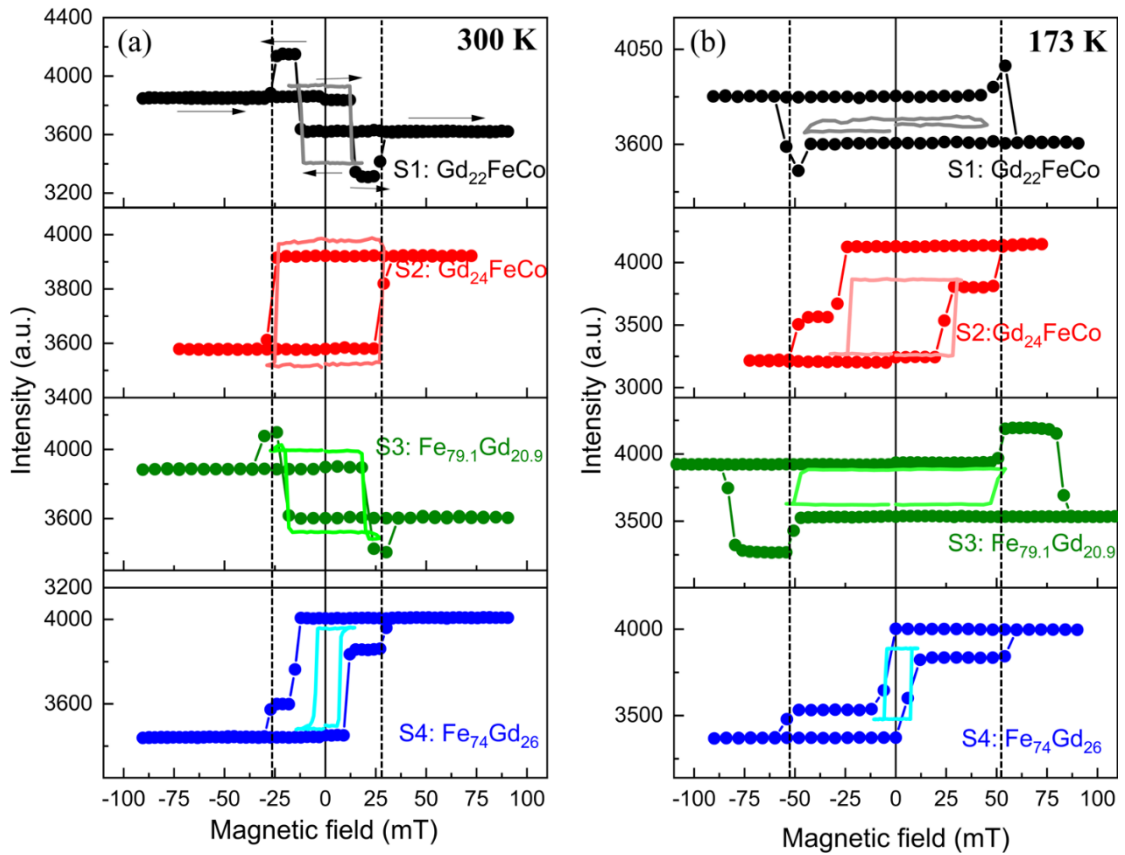 (a) 300 K
4400
4000
3600
3200
S1: Gd₂₂FeCo
4000
3800
3600
3400
S2: Gd₂₄FeCo
4000
3600
3200
S3: Fe₇₉.₁Gd₂₀.₉
4000
3600
S4: Fe₇₄Gd₂₆
Intensity (a.u.)
Intensity (a.u.)
-100 -75 -50 -25 0 25 50 75 100
Magnetic field (mT)
(b) 173 K
4050
3600
S1: Gd₂₂FeCo
4000
3500
3000
S2:Gd₂₄FeCo
4000
3500
S3: Fe₇₉.₁Gd₂₀.₉
4000
3500
S4: Fe₇₄Gd₂₆
Intensity (a.u.)
Intensity (a.u.)
-100 -75 -50 -25 0 25 50 75 100
Magnetic field (mT)